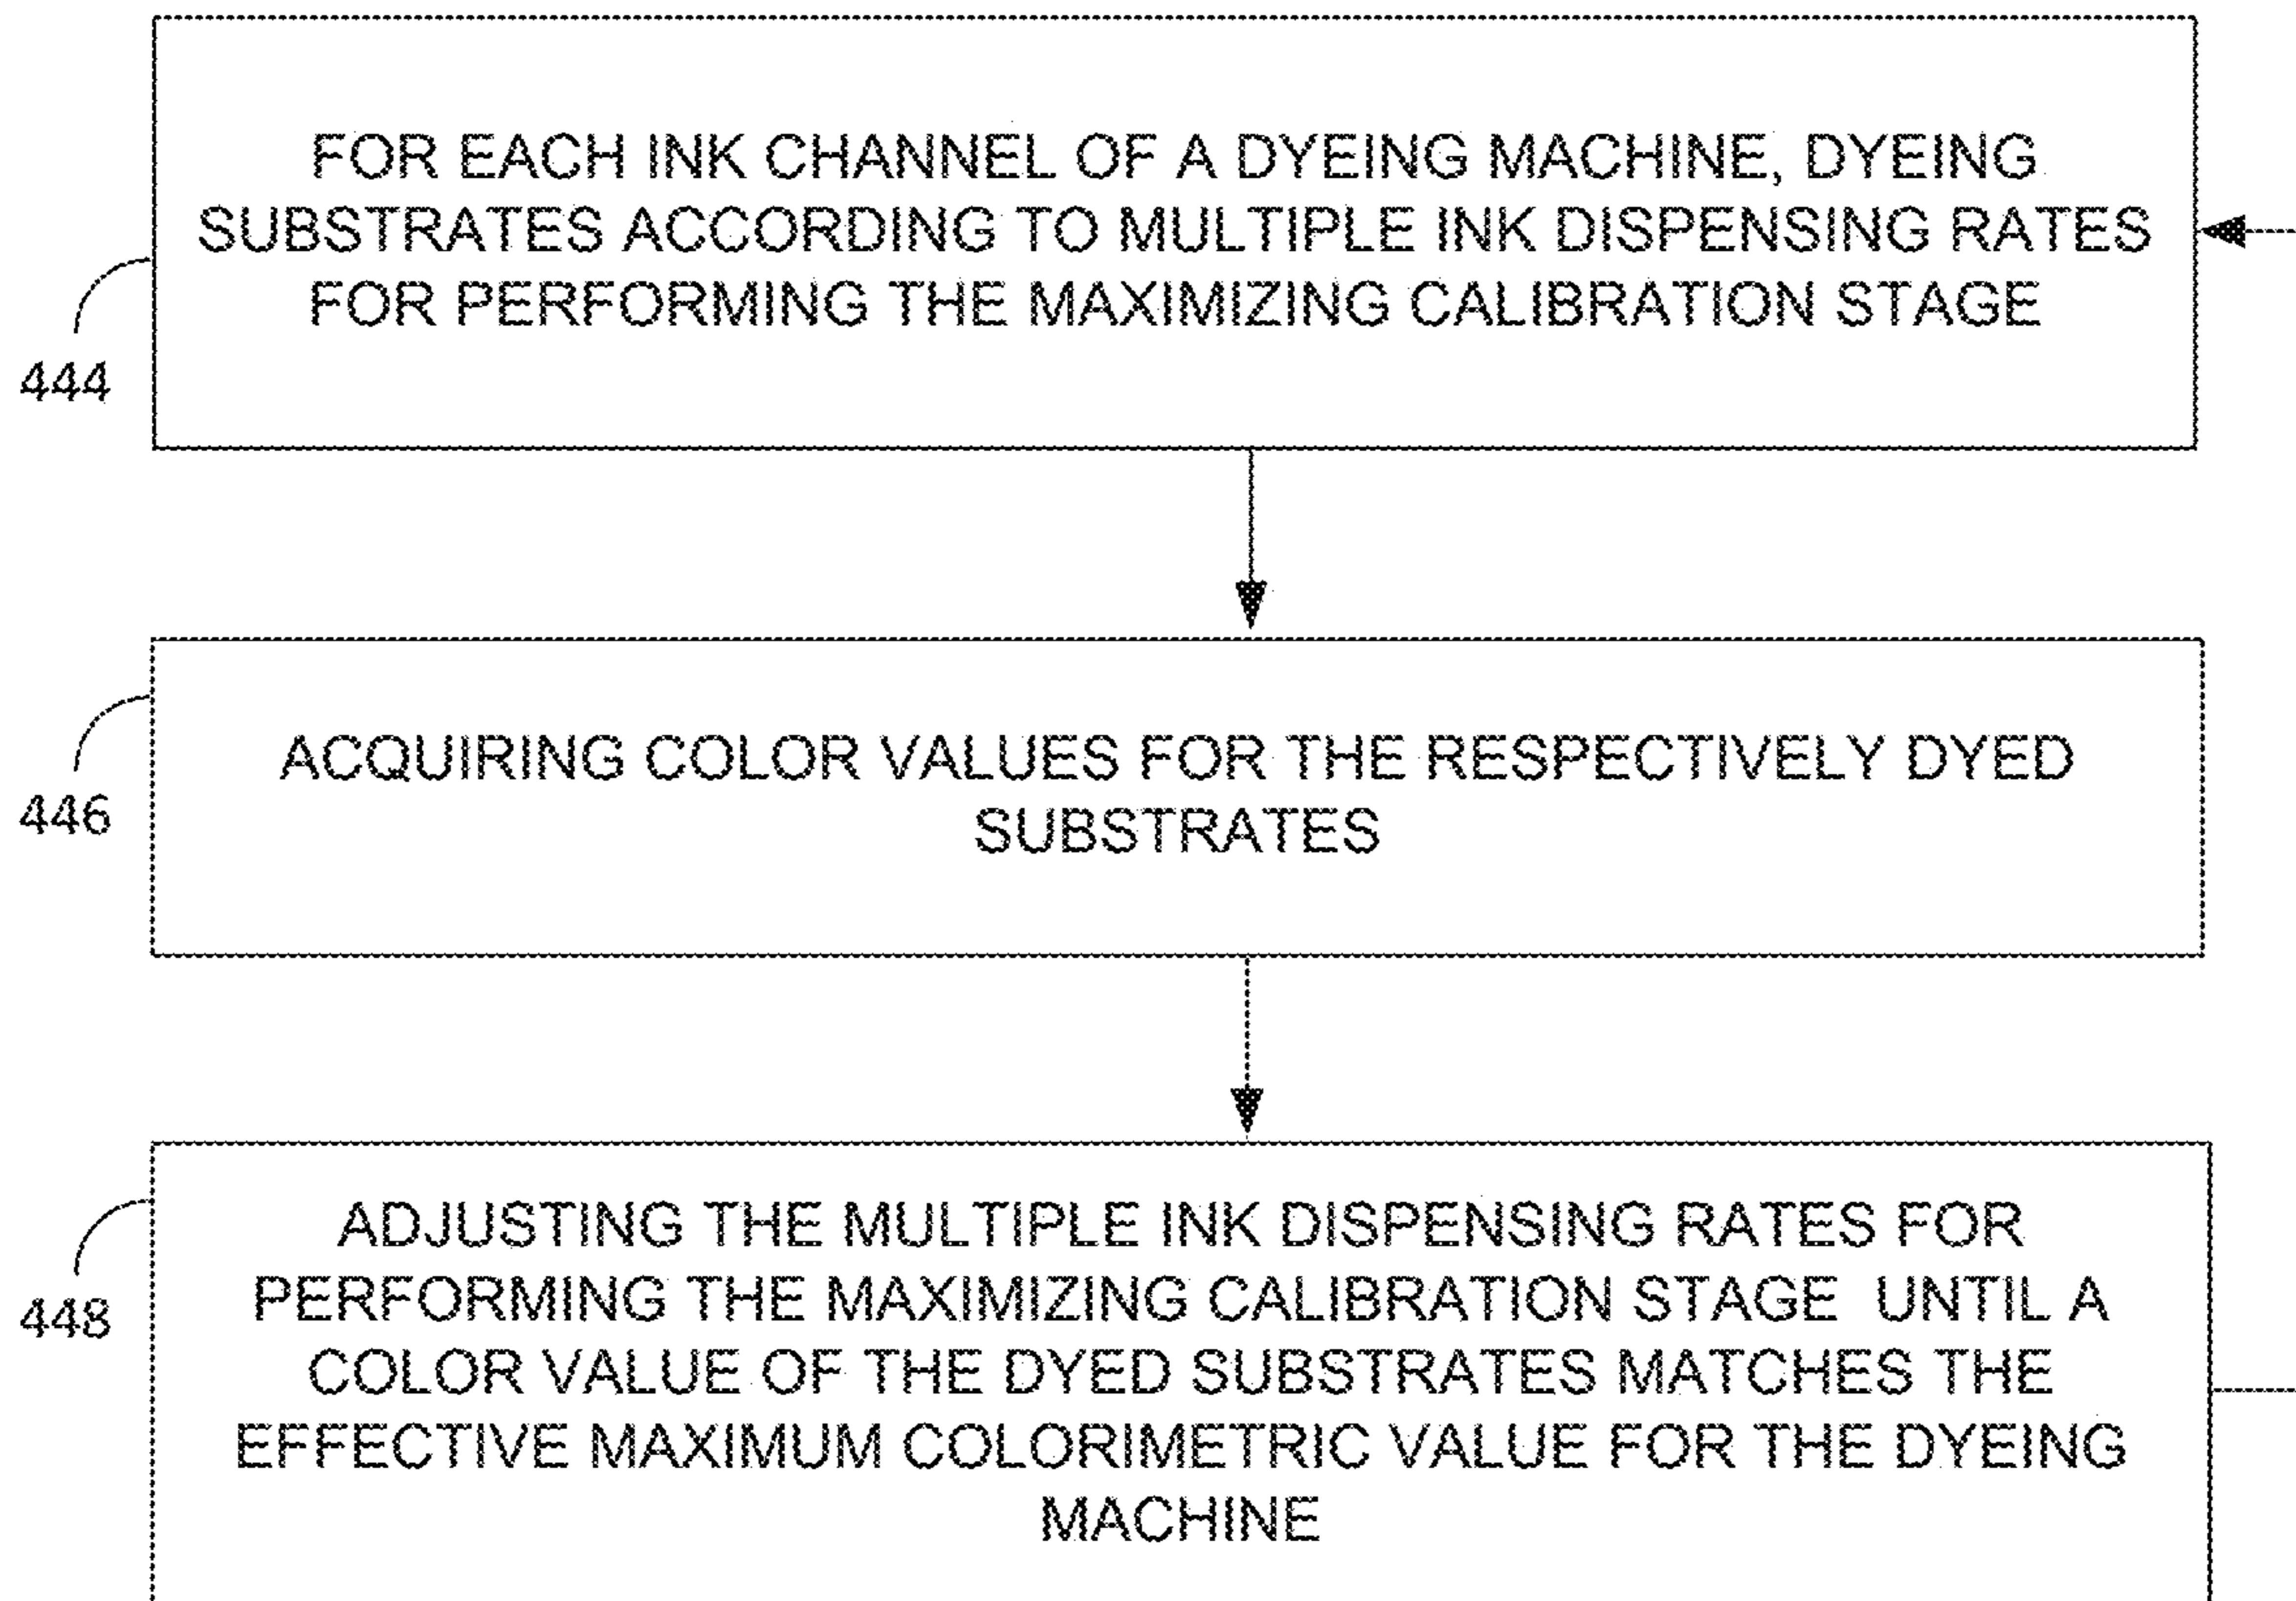 FOR EACH INK CHANNEL OF A DYEING MACHINE, DYEING
SUBSTRATES ACCORDING TO MULTIPLE INK DISPENSING RATES
FOR PERFORMING THE MAXIMIZING CALIBRATION STAGE
444
ACQUIRING COLOR VALUES FOR THE RESPECTIVELY DYED
SUBSTRATES
446
ADJUSTING THE MULTIPLE INK DISPENSING RATES FOR
PERFORMING THE MAXIMIZING CALIBRATION STAGE UNTIL A
COLOR VALUE OF THE DYED SUBSTRATES MATCHES THE
EFFECTIVE MAXIMUM COLORIMETRIC VALUE FOR THE DYEING
MACHINE
448